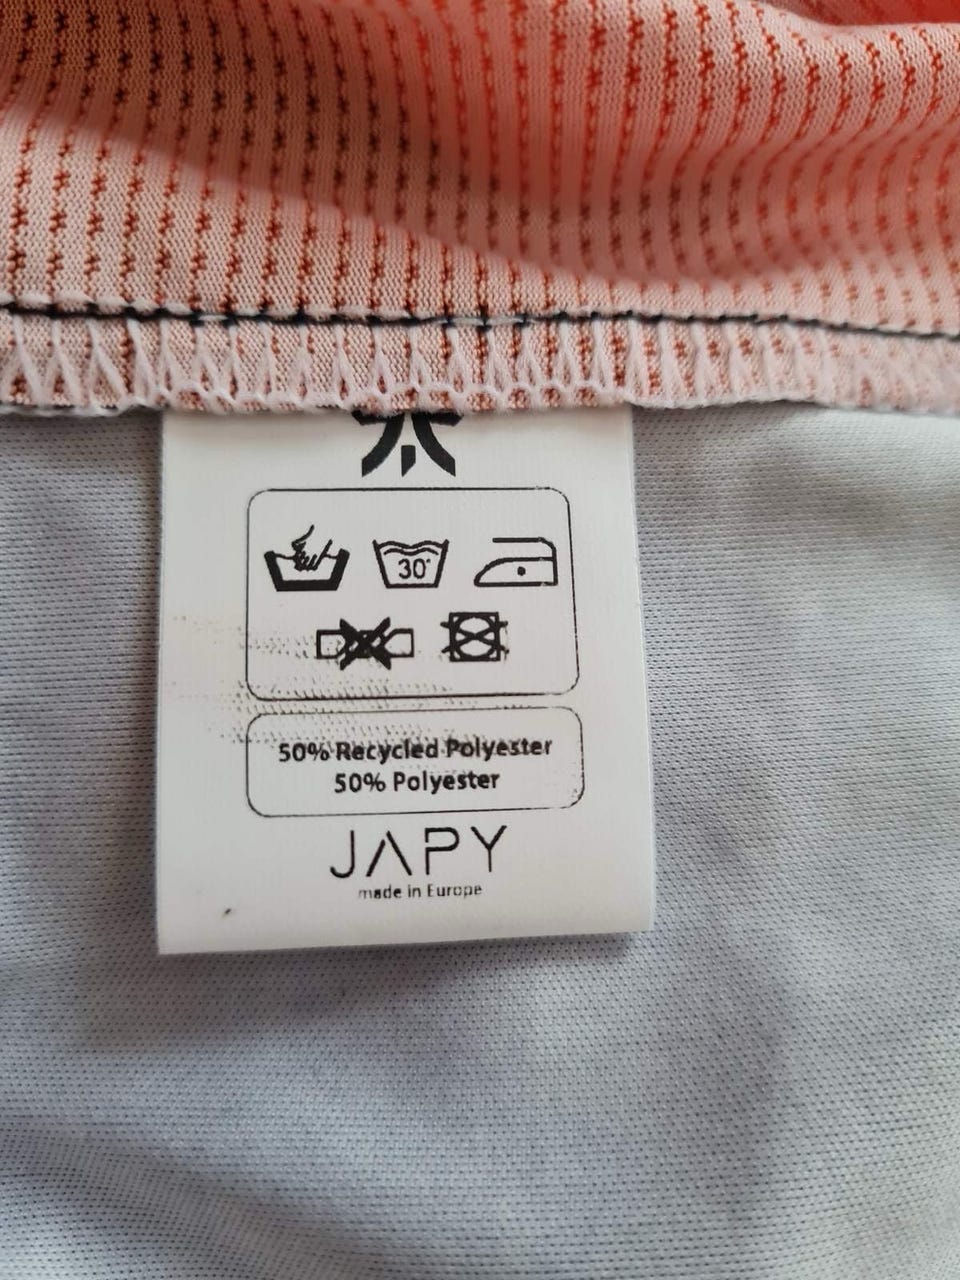 30°
50% Recycled Polyester
50% Polyester
JAPY
made in Europe